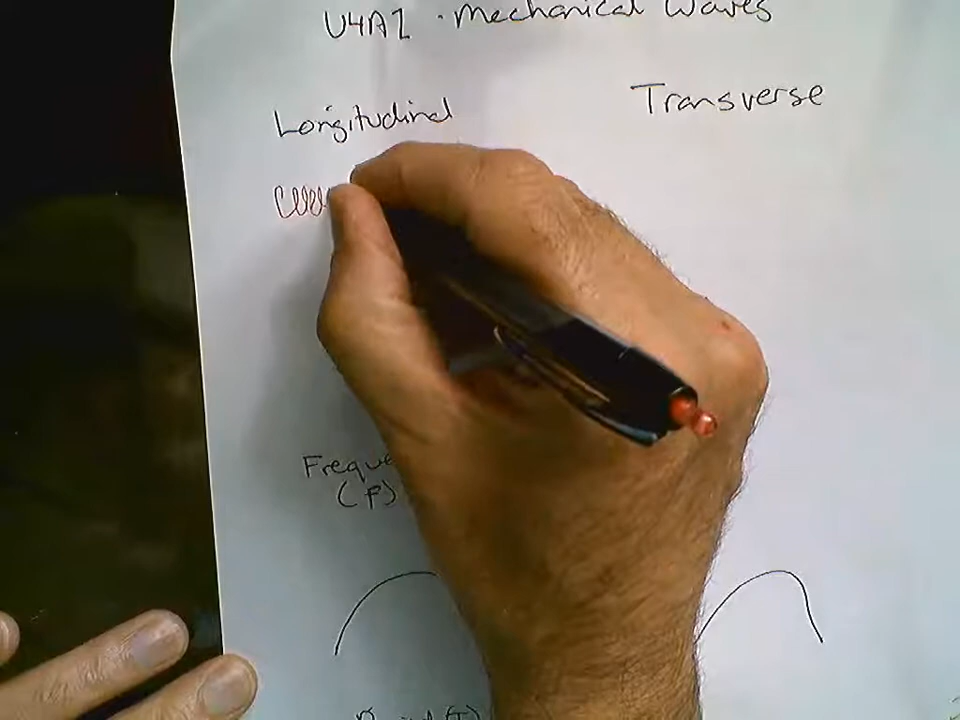 U4A1 - Mechanical Waves
Longitudinal
Transverse
Freque
(f)
(T)